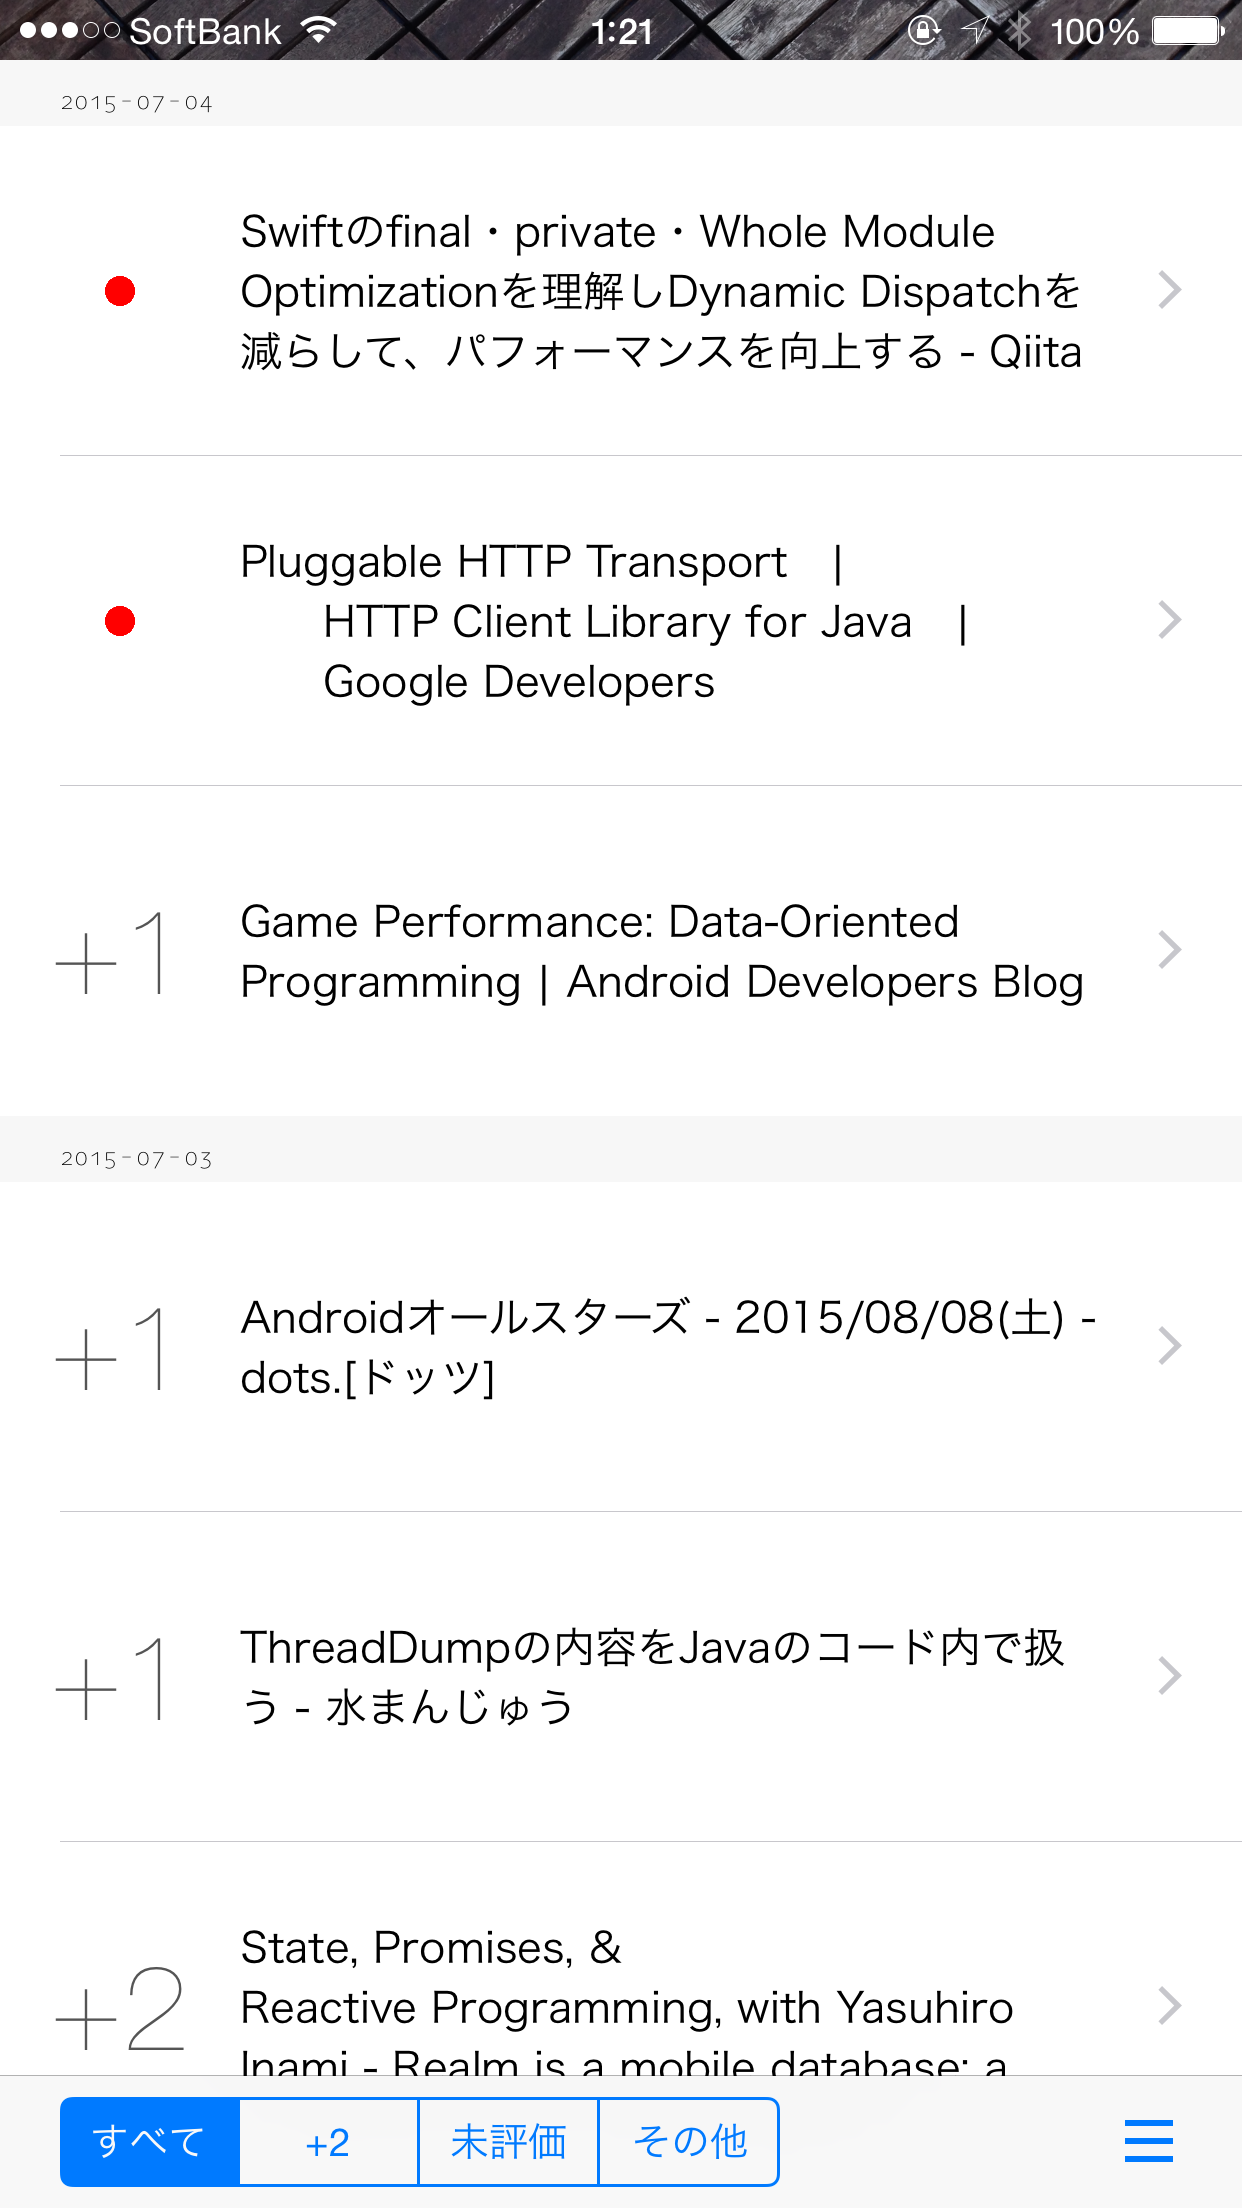 SoftBank 1:21 100%
2015-07-04
Swiftのfinal・private・Whole Module
Optimizationを理解しDynamic Dispatchを
減らして、パフォーマンスを向上する - Qiita
Pluggable HTTP Transport |
HTTP Client Library for Java |
Google Developers
+1
Game Performance: Data-Oriented
Programming | Android Developers Blog
2015-07-03
+1
Androidオールスターズ - 2015/08/08(土) -
dots.[ドッツ]
+1
ThreadDumpの内容をJavaのコード内で扱
う - 水まんじゅう
+2
State, Promises, &
Reactive Programming, with Yasuhiro
Inami - Realm is a mobile database: a
すべて +2 未評価 その他